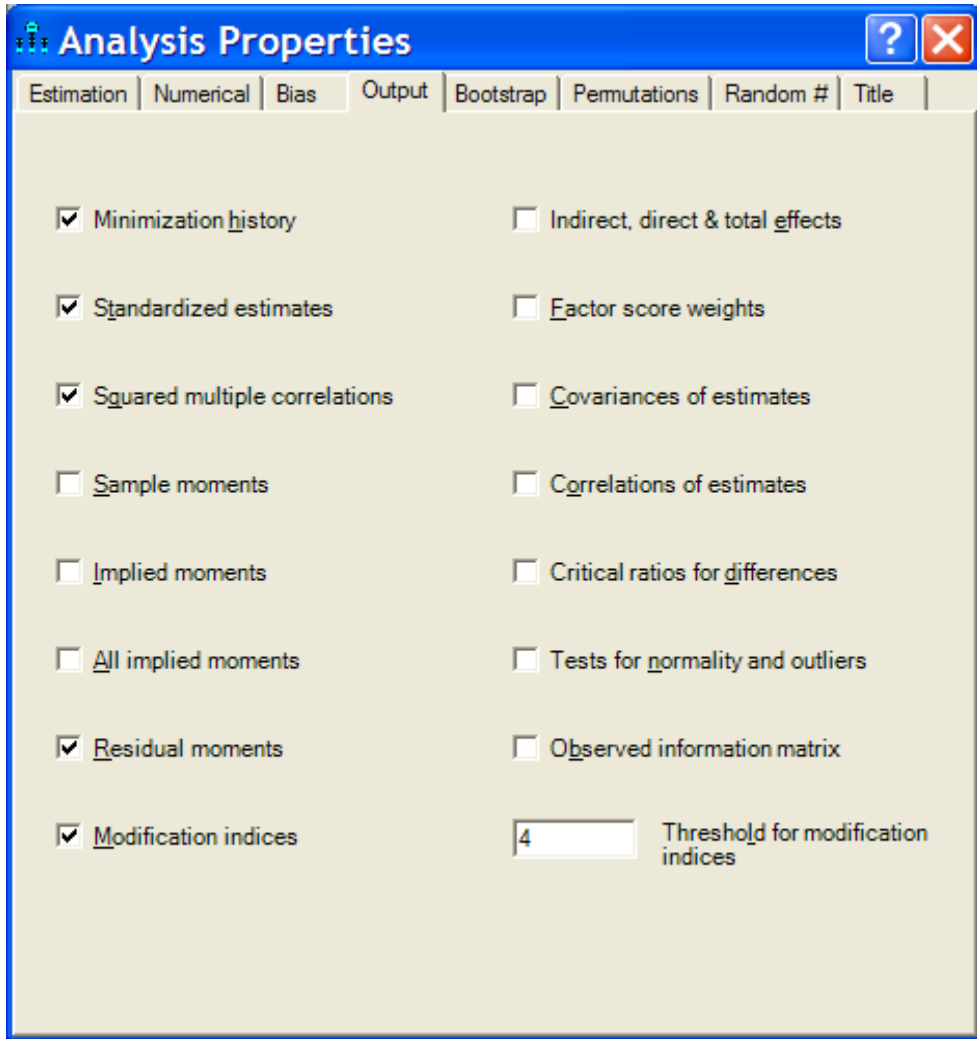 Analysis Properties
Estimation Numerical Bias Output Bootstrap Permutations Random # Title
Minimization history
Indirect, direct & total effects
Standardized estimates
Factor score weights
Squared multiple correlations
Covariances of estimates
Sample moments
Correlations of estimates
Implied moments
Critical ratios for differences
All implied moments
Tests for normality and outliers
Residual moments
Observed information matrix
Modification indices
4
Threshold for modification
indices